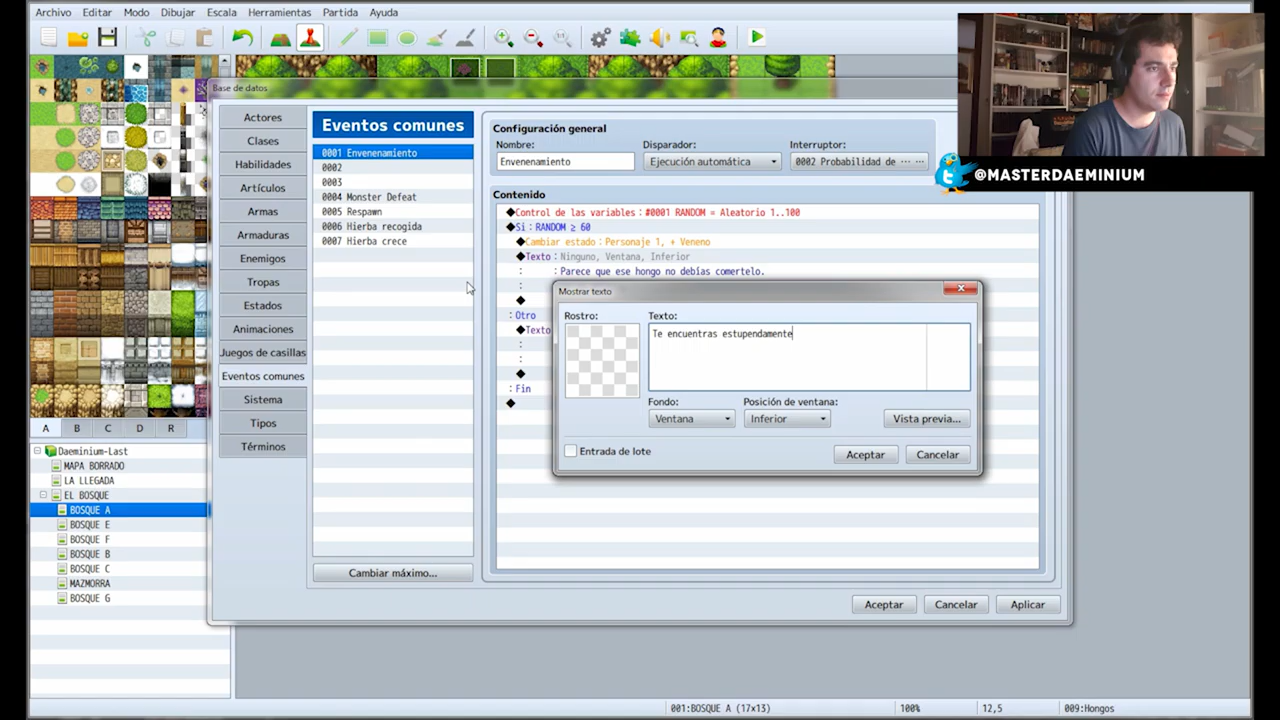 Archivo Editar Modo Dibujar Escala Herramientas Partida Ayuda
Base de datos
@MASTERDAEMINIUM
Actores
Clases
Habilidades
Artículos
Armas
Armaduras
Enemigos
Tropas
Estados
Animaciones
Juegos de casillas
Eventos comunes
Sistema
Tipos
Términos
Eventos comunes
0001 Envenenamiento
0002
0003
0004 Monster Defeat
0005 Respawn
0006 Hierba recogida
0007 Hierba crece
Cambiar máximo...
Configuración general
Nombre: Disparador: Interruptor:
Envenenamiento Ejecución automática 0002 Probabilidad de ... ...
Contenido
◆Control de las variables：#0001 RANDOM = Aleatorio 1..100
◆Si：RANDOM ≥ 60
◆Cambiar estado：Personaje 1, + Veneno
◆Texto：Ninguno, Ventana, Inferior
: : Parece que ese hongo no debías comertelo.
:
◆
: Otro
◆Texto
:
:
◆
: Fin
◆
Mostrar texto
Rostro: Texto:
Te encuentras estupendamente
Fondo: Posición de ventana:
Ventana Inferior Vista previa...
Entrada de lote Aceptar Cancelar
Aceptar Cancelar Aplicar
A B C D R
Daeminium-Last
MAPA BORRADO
LA LLEGADA
EL BOSQUE
BOSQUE A
BOSQUE E
BOSQUE F
BOSQUE B
BOSQUE C
MAZMORRA
BOSQUE G
001:BOSQUE A (17x13) 100% 12,5 009:Hongos